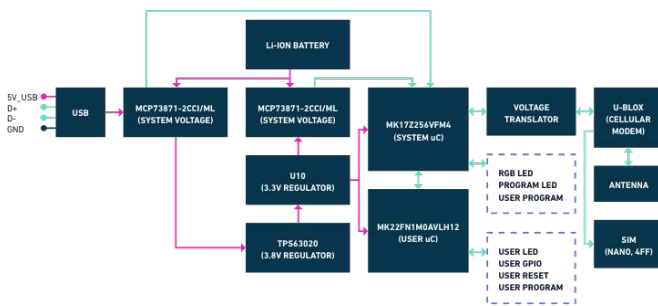 Li-ION BATTERY
5V_USB
D+
D-
GND
USB
MCP73871-2CCI/ML
(SYSTEM VOLTAGE)
MCP73871-2CCI/ML
(SYSTEM VOLTAGE)
MK17Z256VFM4
(SYSTEM uC)
VOLTAGE
TRANSLATOR
U-BLOX
(CELLULAR
MODEM)
U10
(3.3V REGULATOR)
RGB LED
PROGRAM LED
USER PROGRAM
ANTENNA
TPS63020
(3.8V REGULATOR)
MK22FN1M0AVLH12
(USER uC)
USER LED
USER GPIO
USER RESET
USER PROGRAM
SIM
(NANO, 4FF)